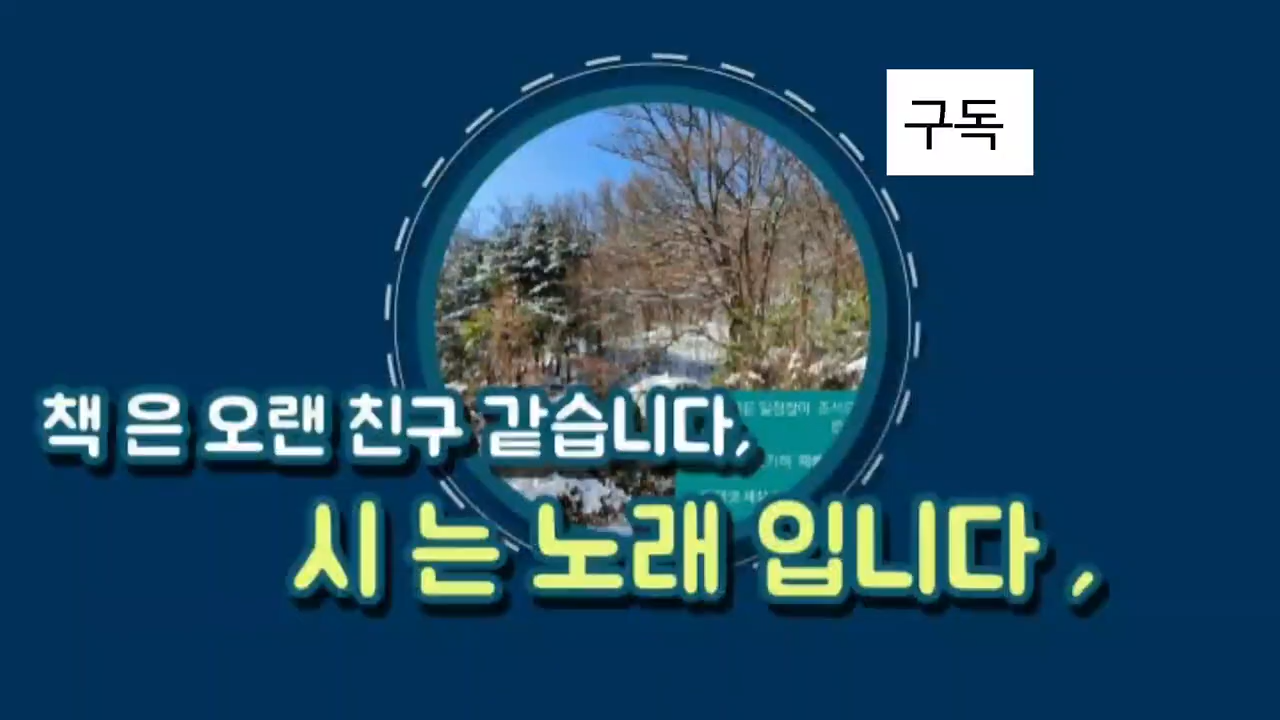 구독
책 은 오랜 친구 같습니다,
시 는 노래 입니다 ,